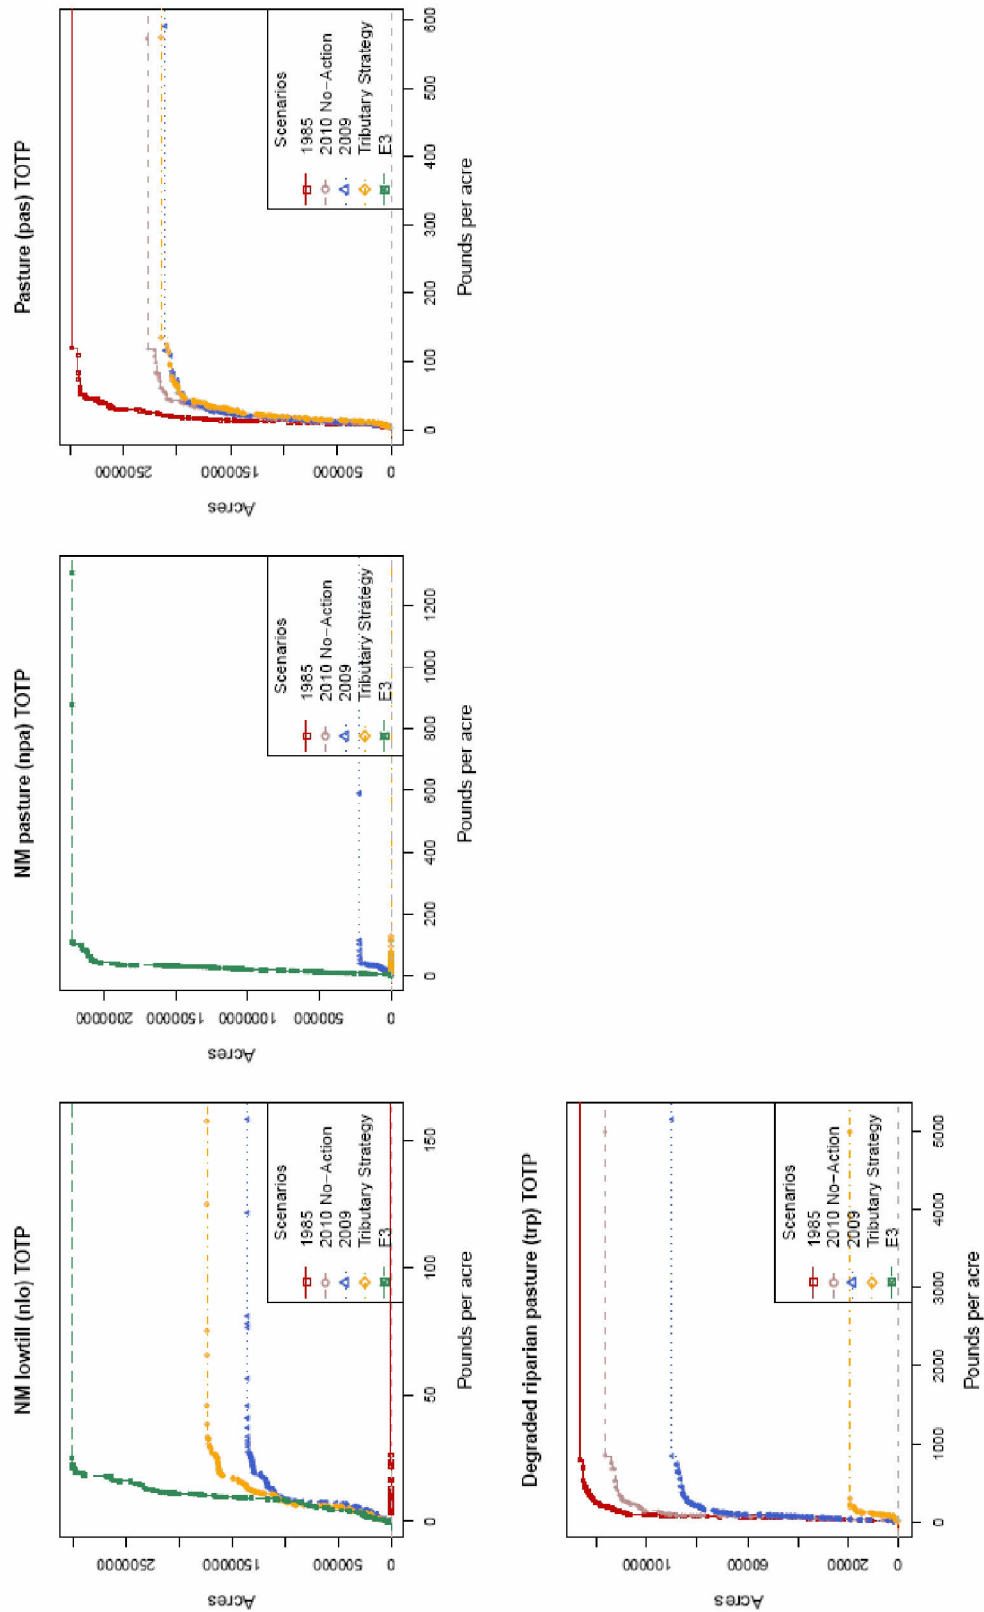 NM lowtill (nlo) TOTP
Acres
0
500000
1500000
2500000
0
50
100
150
Pounds per acre
Scenarios
1985
2010 No-Action
2009
Tributary Strategy
E3
NM pasture (npa) TOTP
Acres
0
500000
1000000
1500000
2000000
0
200
400
600
800
1000
1200
Pounds per acre
Scenarios
1985
2010 No-Action
2009
Tributary Strategy
E3
Pasture (pas) TOTP
Acres
0
500000
1500000
2500000
0
100
200
300
400
500
600
Pounds per acre
Scenarios
1985
2010 No-Action
2009
Tributary Strategy
E3
Degraded riparian pasture (trp) TOTP
Acres
0
20000
60000
100000
0
1000
2000
3000
4000
5000
Pounds per acre
Scenarios
1985
2010 No-Action
2009
Tributary Strategy
E3